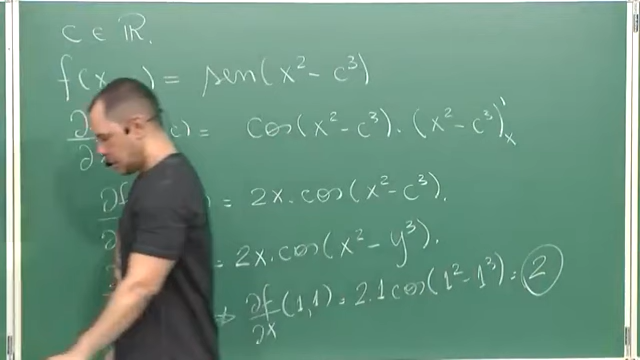 c ∈ ℝ.
f(x ) = sen(x² - c³)
∂ c) = cos(x² - c³) · (x² - c³)'ₓ
∂f ) = 2x · cos(x² - c³).
= 2x · cos(x² - y³).
⇒ ∂f/∂x (1,1) = 2.1 cos(1² - 1³) = 2